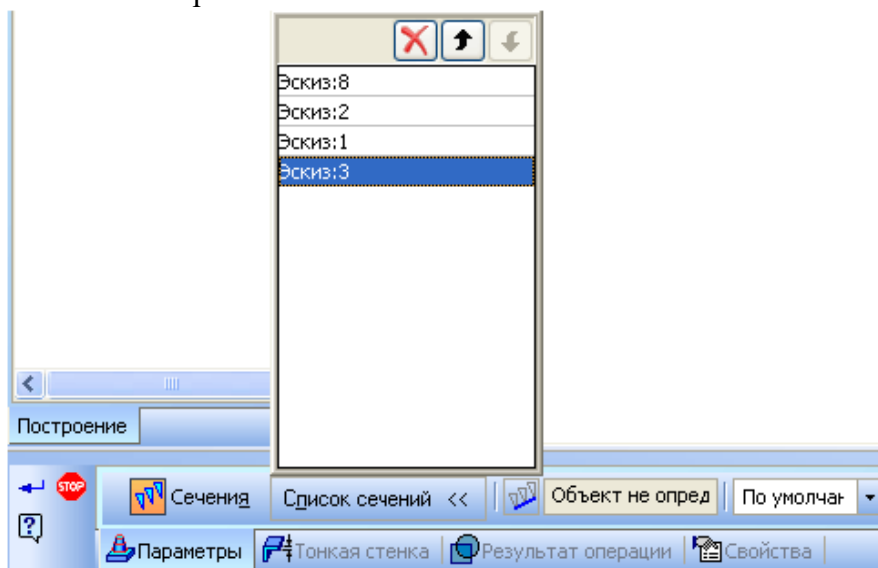 Эскиз:8
Эскиз:2
Эскиз:1
Эскиз:3
Построение
STOP Сечения Список сечений << Объект не опред По умолчан
Параметры Тонкая стенка Результат операции Свойства